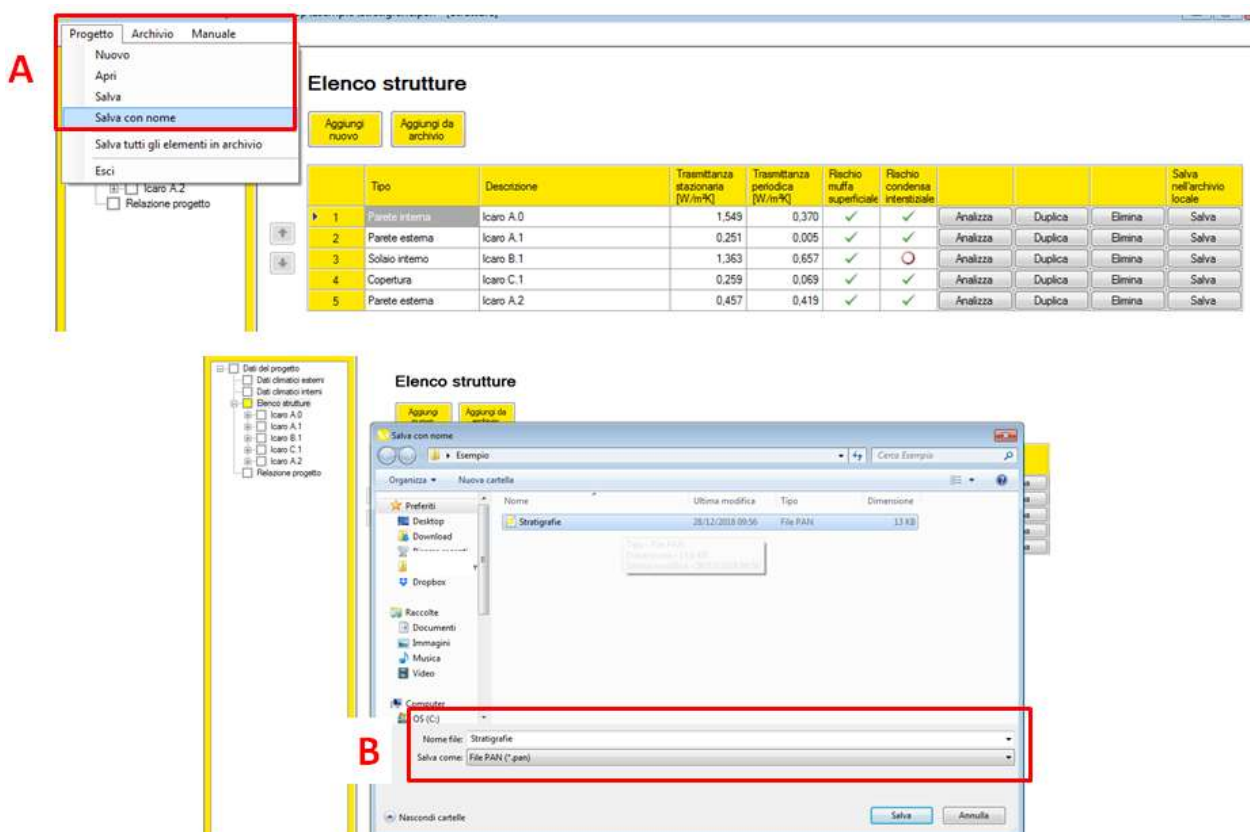 A
Progetto Archivio Manuale
Nuovo
Apri
Salva
Salva con nome
Salva tutti gli elementi in archivio
Esci
Icaro A.2
Relazione progetto
Elenco strutture
Aggiungi nuovo
Aggiungi da archivio
Tipo Descrizione Trasmittanza stazionaria [W/m²K] Trasmittanza periodica [W/m²K] Rischio muffa superficiale Rischio condensa interstiziale Salva nell'archivio locale
1 Parete interna Icaro A.0 1,549 0,370 Analizza Duplica Elimina Salva
2 Parete esterna Icaro A.1 0,251 0,005 Analizza Duplica Elimina Salva
3 Solaio interno Icaro B.1 1,363 0,657 Analizza Duplica Elimina Salva
4 Copertura Icaro C.1 0,259 0,069 Analizza Duplica Elimina Salva
5 Parete esterna Icaro A.2 0,457 0,419 Analizza Duplica Elimina Salva
Dati del progetto
Dati climatici esterni
Dati climatici interni
Elenco strutture
Icaro A.0
Icaro A.1
Icaro B.1
Icaro C.1
Icaro A.2
Relazione progetto
Elenco strutture
Aggiungi
Aggiungi da
Salva con nome
Esempio
Cerca Esempio
Organizza Nuova cartella
Preferiti
Desktop
Download
Dropbox
Raccolte
Documenti
Immagini
Musica
Video
Computer
OS (C:)
Nome Ultima modifica Tipo Dimensione
Stratigrafie 28/12/2018 09:56 File PAN 13 KB
B
Nome file: Stratigrafie
Salva come: File PAN (*.pan)
Nascondi cartelle
Salva Annulla